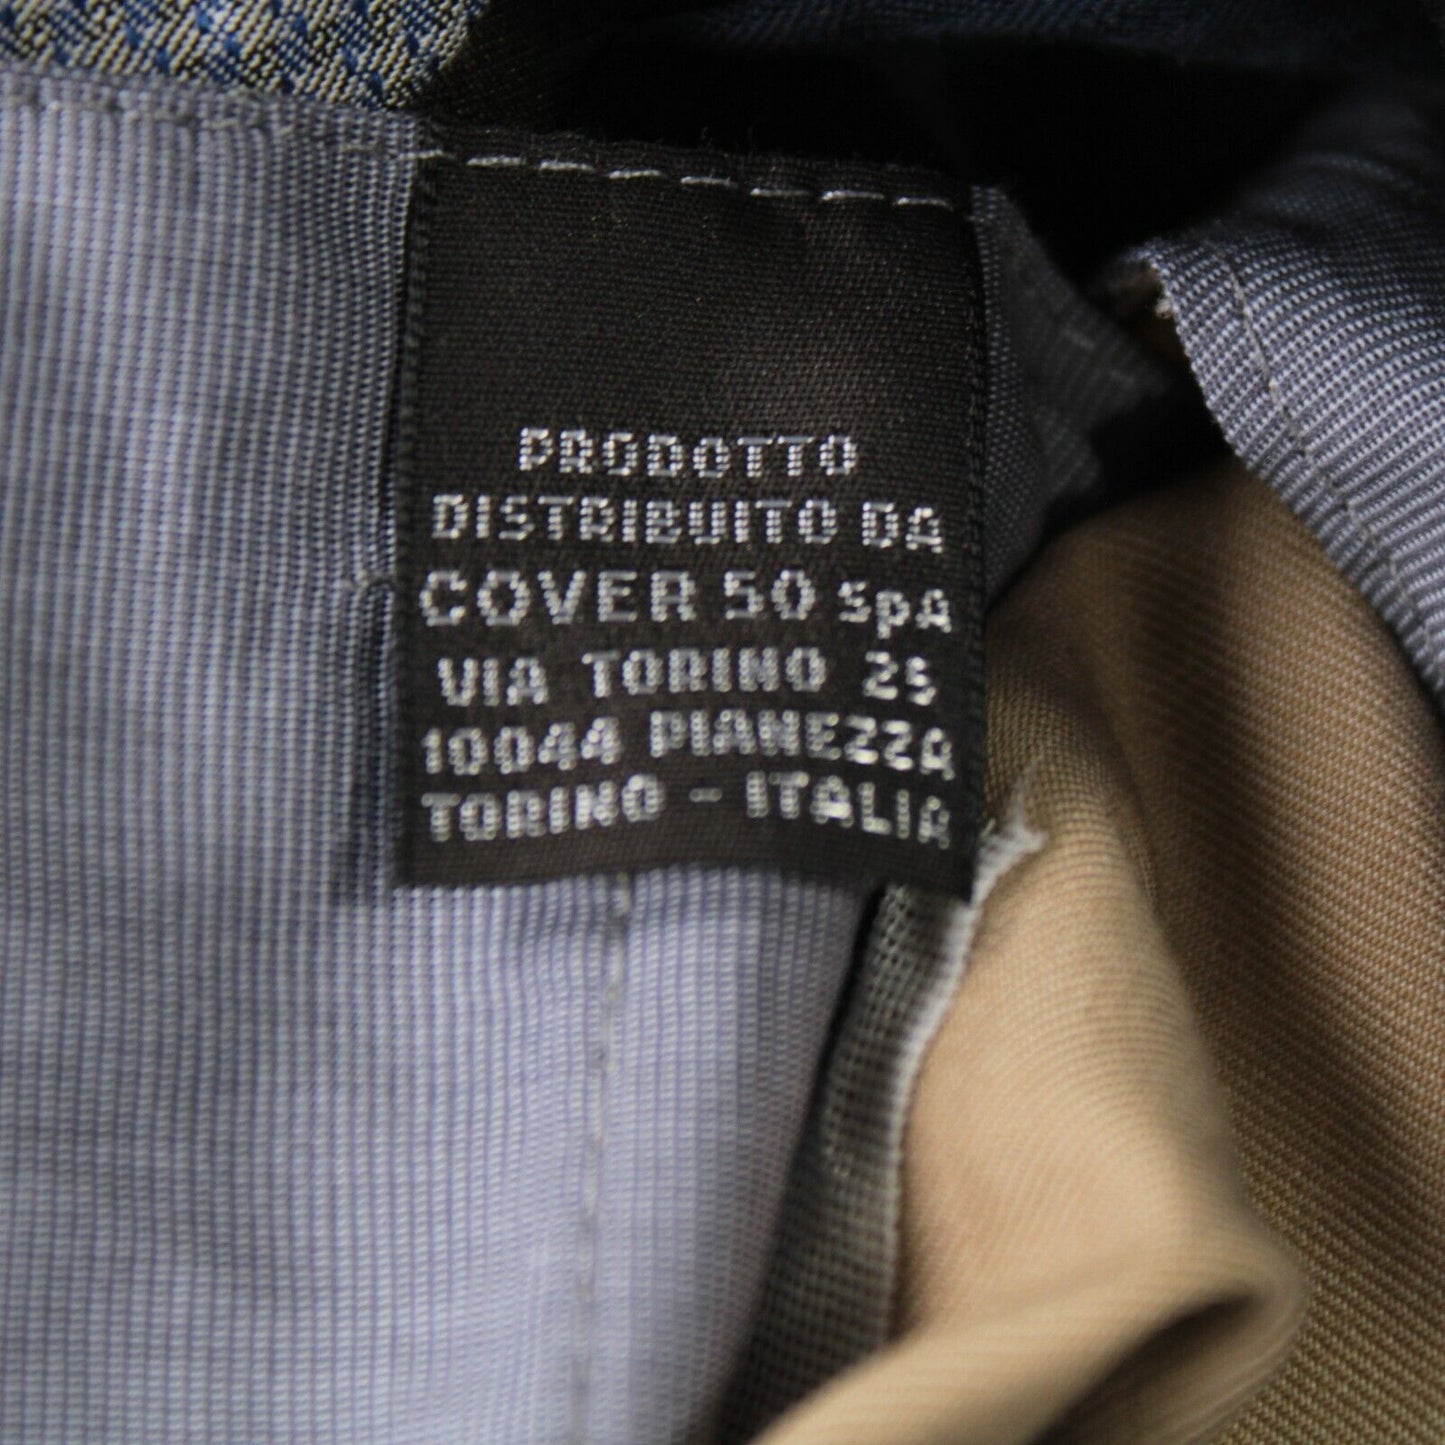 PRODOTTO
DISTRIBUITO DA
COVER 50 SpA
VIA TORINO 25
10044 PIANEZZA
TORINO - ITALIA